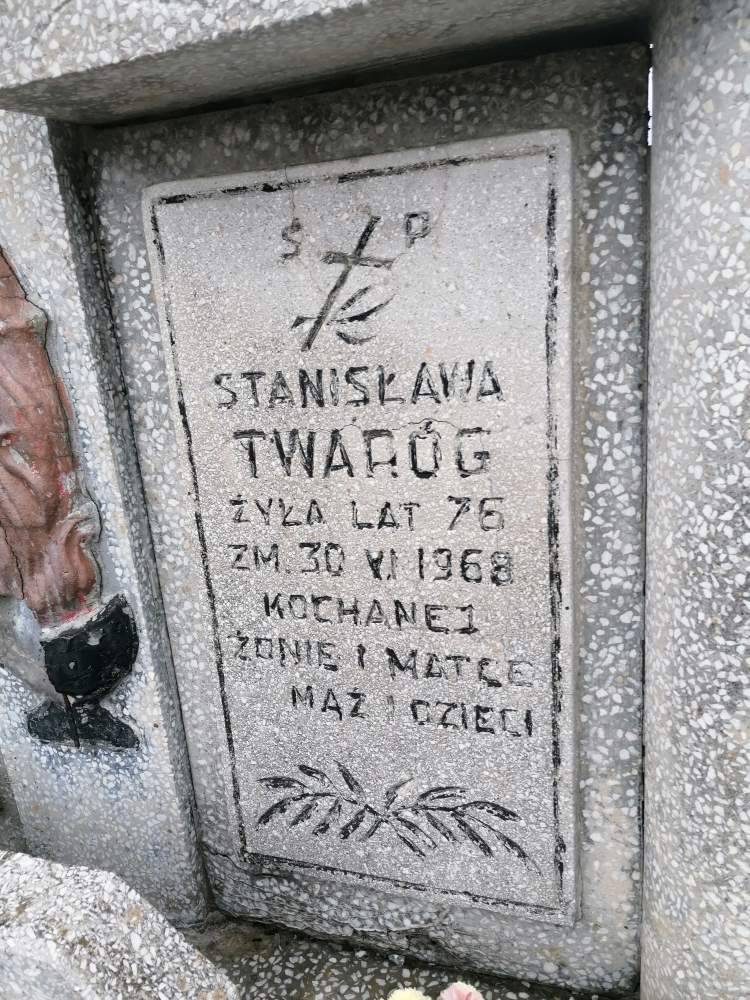 Ś P
STANISŁAWA
TWARÓG
ŻYŁA LAT 76
ZM. 30 VI 1968
KOCHANEJ
ŻONIE I MATCE
MĄŻ I DZIECI